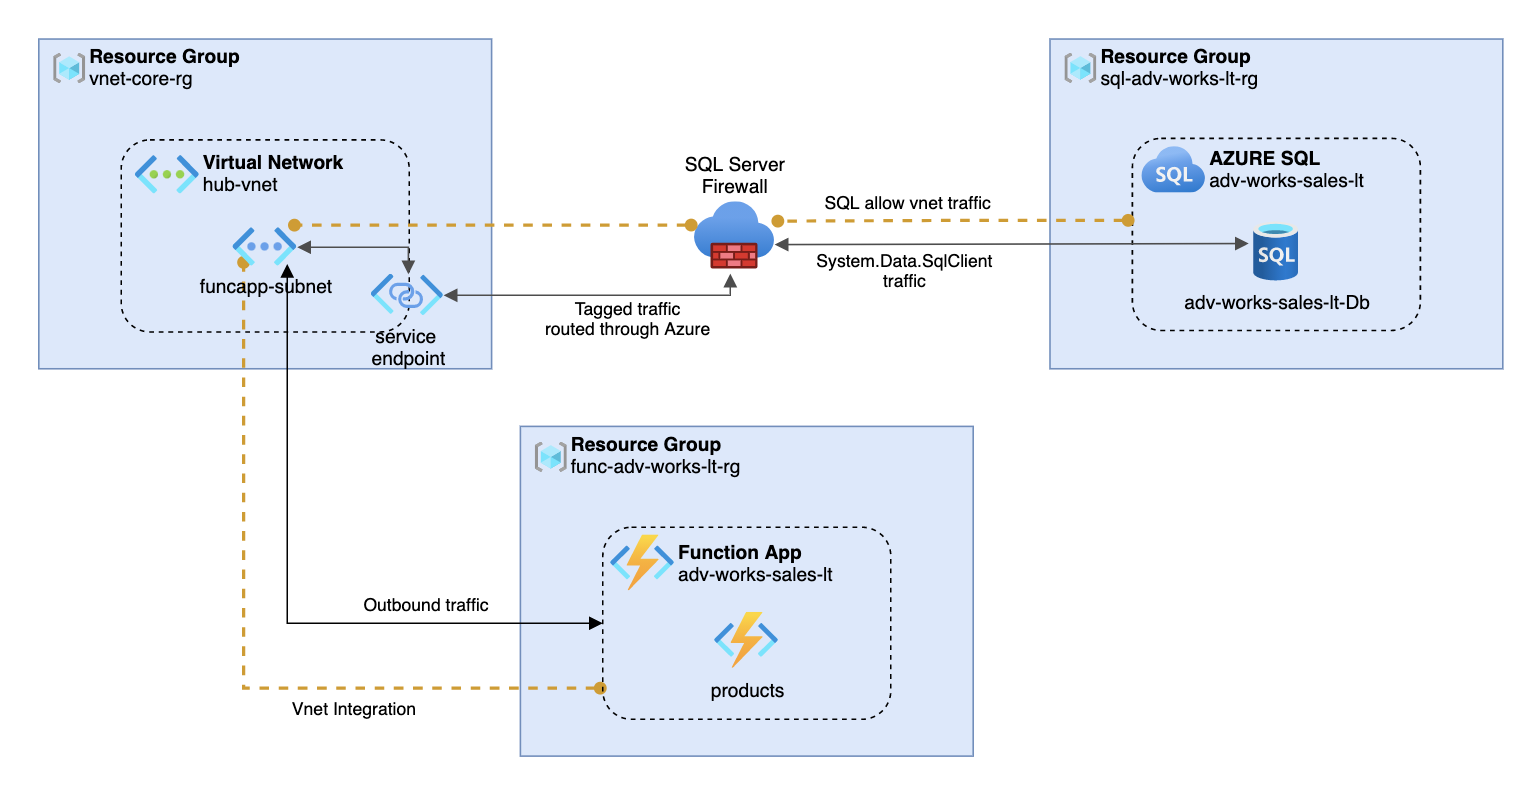 Resource Group
vnet-core-rg
Virtual Network
hub-vnet
funcapp-subnet
service
endpoint
SQL Server
Firewall
SQL allow vnet traffic
System.Data.SqlClient
traffic
Tagged traffic
routed through Azure
Resource Group
sql-adv-works-lt-rg
SQL
AZURE SQL
adv-works-sales-lt
SQL
adv-works-sales-lt-Db
Resource Group
func-adv-works-lt-rg
Function App
adv-works-sales-lt
products
Outbound traffic
Vnet Integration